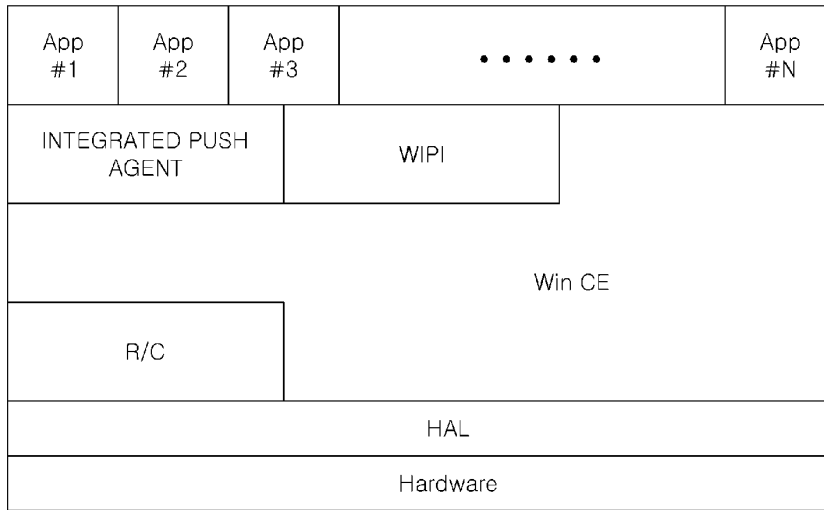 App
#1
App
#2
App
#3
......
App
#N
INTEGRATED PUSH
AGENT
WIPI
Win CE
R/C
HAL
Hardware